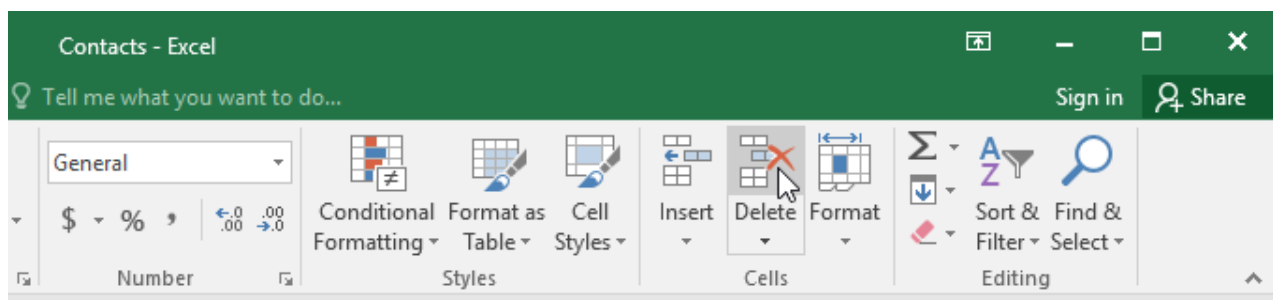 Contacts - Excel
Tell me what you want to do...
Sign in
Share
General
$ % , .0 .00 .00 .0
Conditional Formatting
Format as Table
Cell Styles
Insert
Delete
Format
Σ
A Z
Sort & Filter
Find & Select
Number
Styles
Cells
Editing